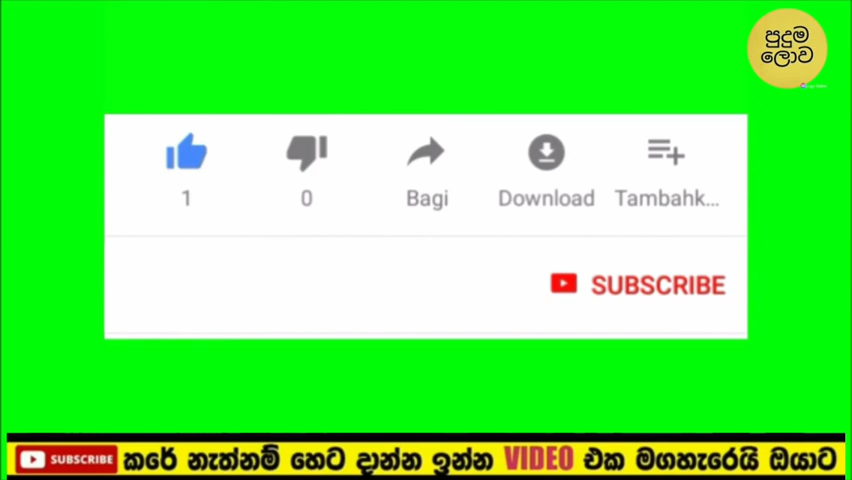 පුදුම
ලොව
1
0
Bagi
Download
Tambahk...
SUBSCRIBE
SUBSCRIBE කරේ නැත්නම් හෙට දාන්න ඉන්න VIDEO එක මගහැරෙයි ඔයාට